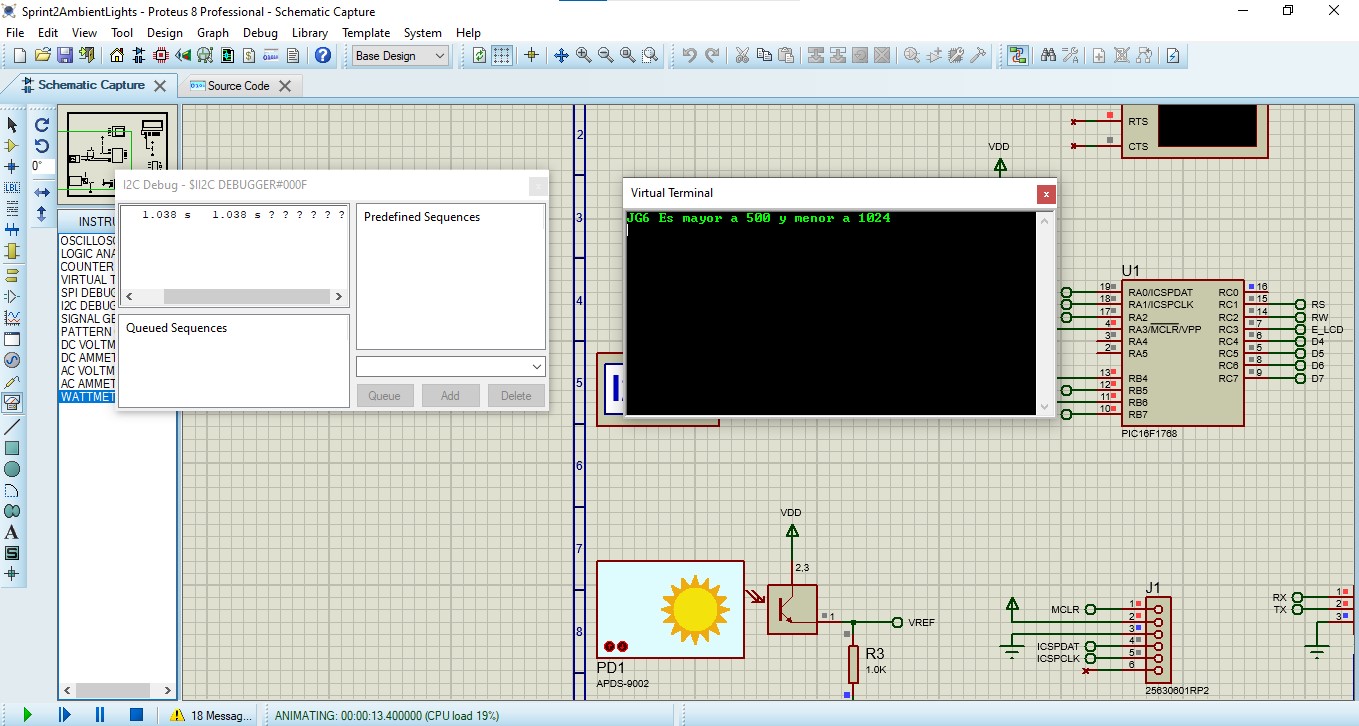 Sprint2AmbientLights - Proteus 8 Professional - Schematic Capture
File Edit View Tool Design Graph Debug Library Template System Help
Base Design
Schematic Capture
Source Code
0°
LBL
A
S
INSTRU
OSCILLOSC
LOGIC ANA
COUNTER
VIRTUAL T
SPI DEBUG
I2C DEBUG
SIGNAL GE
PATTERN
DC VOLTM
DC AMMET
AC VOLTM
AC AMMET
WATTMET
I2C Debug - $II2C DEBUGGER#000F
1.038 s 1.038 s ? ? ? ? ? ?
Predefined Sequences
Queued Sequences
Queue Add Delete
Virtual Terminal
JG6 Es mayor a 500 y menor a 1024
2
3
4
5
6
7
8
RTS
CTS
VDD
U1
19 RA0/ICSPDAT RC0 16
18 RA1/ICSPCLK RC1 15 RS
17 RA2 RC2 14 RW
4 RA3/MCLR/VPP RC3 7 E_LCD
3 RA4 RC4 6 D4
2 RA5 RC5 5 D5
RC6 8 D6
13 RB4 RC7 9 D7
12 RB5
11 RB6
10 RB7
PIC16F1768
VDD
2,3
1
VREF
R3
1.0K
PD1
APDS-9002
J1
MCLR 1
2
3
ICSPDAT 4
ICSPCLK 5
6
25630601RP2
RX 1
TX 2
3
18 Messag...
ANIMATING: 00:00:13.400000 (CPU load 19%)